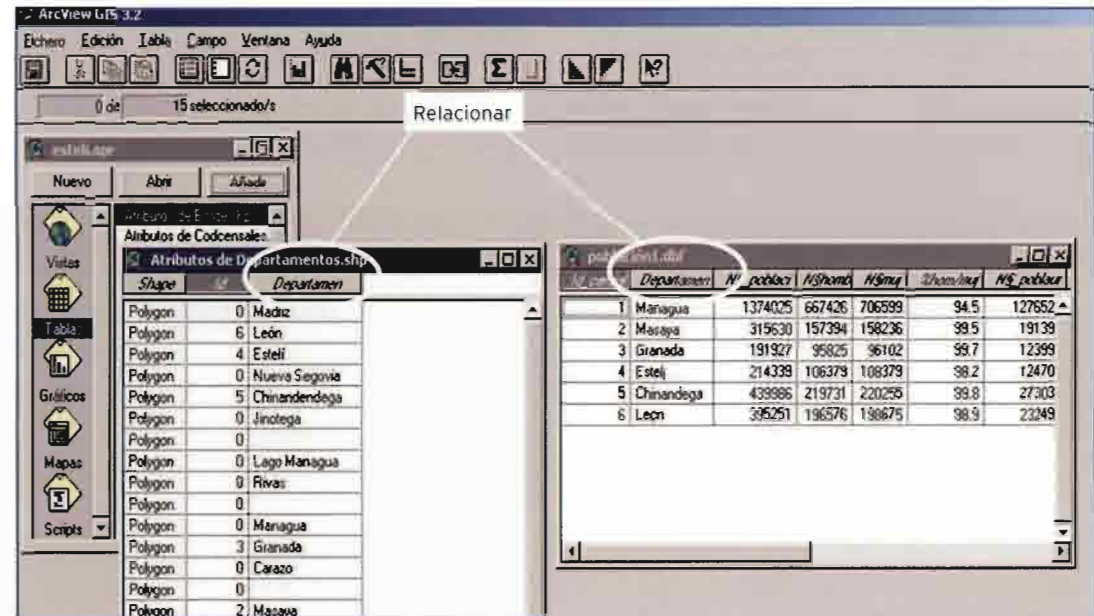 ArcView GIS 3.2
Fichero Edición Tabla Campo Ventana Ayuda
0 de 15 seleccionado/s
Relacionar
Nuevo Abrir Añadir
Atributos de Codcensales
Vistas
Tabla
Gráficos
Mapas
Scripts
Atributos de Departamentos.shp
Shape Departamen
Polygon 0 Madriz
Polygon 6 León
Polygon 4 Estelí
Polygon 0 Nueva Segovia
Polygon 5 Chinandendega
Polygon 0 Jinotega
Polygon 0
Polygon 0 Lago Managua
Polygon 0 Rivas
Polygon 0
Polygon 0 Managua
Polygon 3 Granada
Polygon 0 Carazo
Polygon 0
Polygon 2 Masaya
Departamen
1 Managua 1374025 667426 706599 94.5 127652
2 Masaya 315630 157394 158236 99.5 19139
3 Granada 191927 95825 96102 99.7 12399
4 Estelí 214339 106379 108379 98.2 12470
5 Chinandega 439986 219731 220255 99.8 27303
6 Leon 395251 196576 198675 98.9 23249